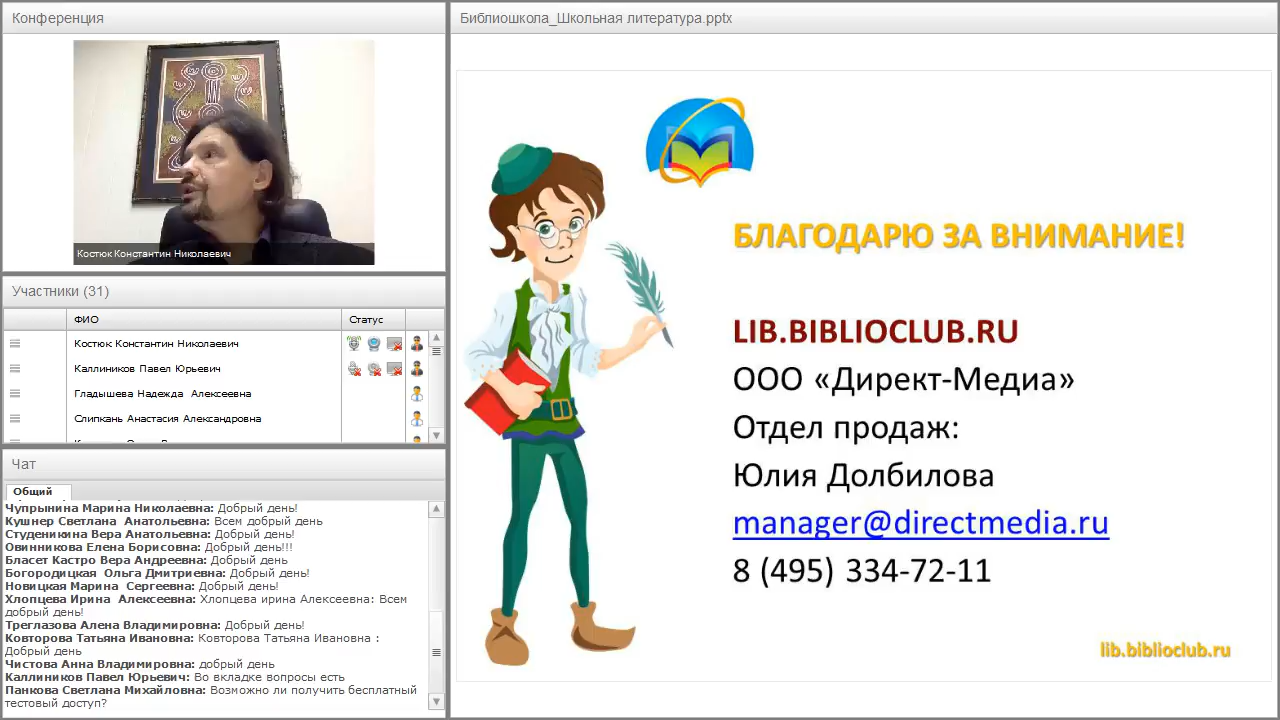 Конференция
Костюк Константин Николаевич
Участники (31)
ФИО
Статус
Костюк Константин Николаевич
Каллиников Павел Юрьевич
Гладышева Надежда Алексеевна
Слипкань Анастасия Александровна
Чат
Общий
Чупрынина Марина Николаевна: Добрый день!
Кушнер Светлана Анатольевна: Всем добрый день
Студеникина Вера Анатольевна: Добрый день!
Овинникова Елена Борисовна: Добрый день!!!
Бласет Кастро Вера Андреевна: Добрый день
Богородицкая Ольга Дмитриевна: Добрый день!
Новицкая Марина Сергеевна: Добрый день!
Хлопцева Ирина Алексеевна: Хлопцева ирина Алексеевна: Всем
добрый день!
Треглазова Алена Владимировна: Добрый день!
Ковторова Татьяна Ивановна: Ковторова Татьяна Ивановна :
Добрый день
Чистова Анна Владимировна: добрый день
Каллиников Павел Юрьевич: Во вкладке вопросы есть
Панкова Светлана Михайловна: Возможно ли получить бесплатный
тестовый доступ?
Библиошкола_Школьная литература.pptx
БЛАГОДАРЮ ЗА ВНИМАНИЕ!
LIB.BIBLIOCLUB.RU
ООО «Директ-Медиа»
Отдел продаж:
Юлия Долбилова
manager@directmedia.ru
8 (495) 334-72-11
lib.biblioclub.ru